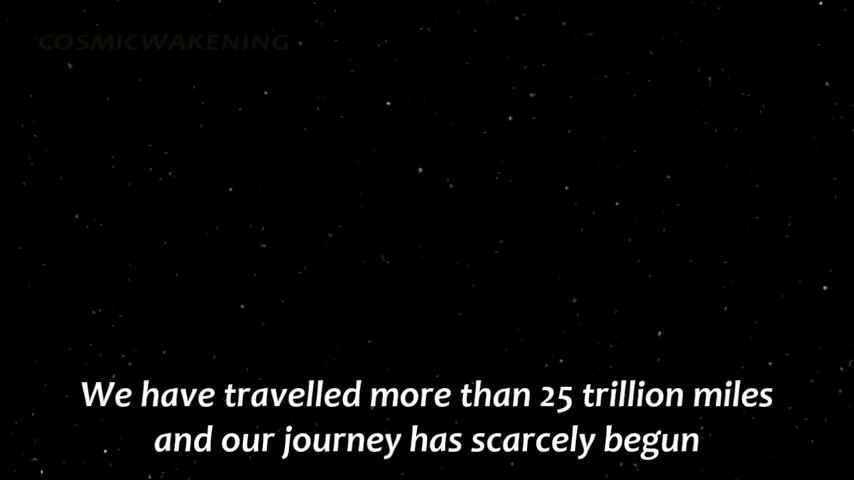 COSMICWAKENING
We have travelled more than 25 trillion miles
and our journey has scarcely begun